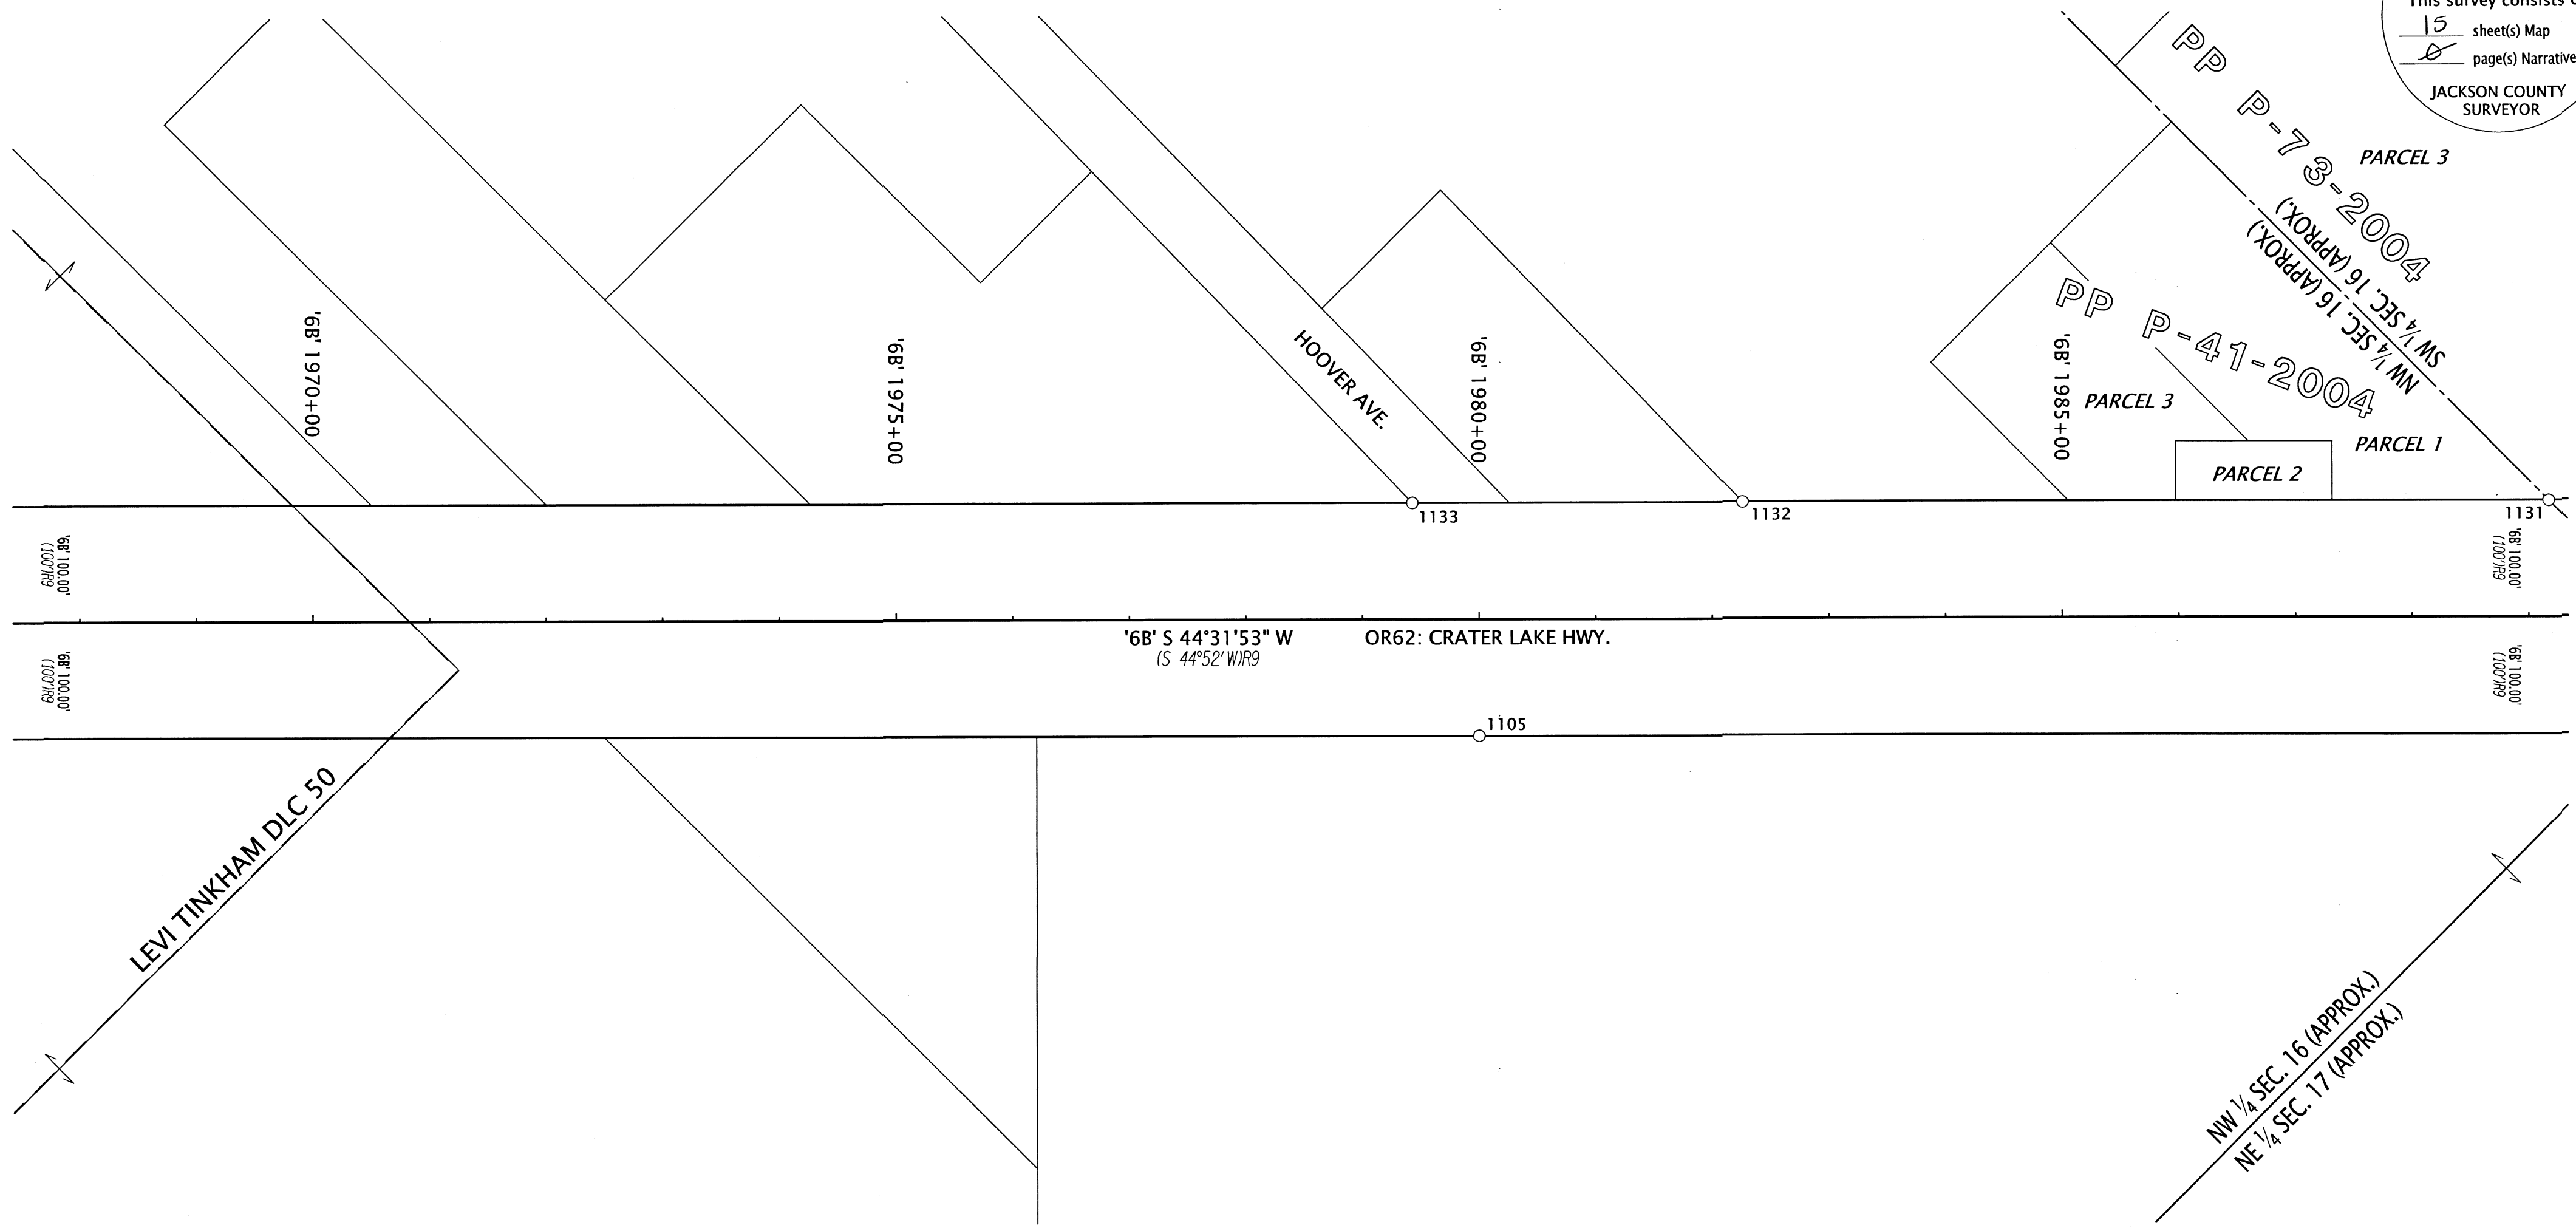 This survey consists
15 sheet(s) Map
0 page(s) Narrative
JACKSON COUNTY
SURVEYOR
PP P-73-2004
PARCEL 3
SW 1/4 SEC. 16 (APPROX.)
NW 1/4 SEC. 16 (APPROX.)
PP P-41-2004
PARCEL 3
PARCEL 1
PARCEL 2
'6B' 1970+00
'6B' 1975+00
HOOVER AVE.
'6B' 1980+00
'6B' 1985+00
1133
1132
1131
'6B' 100.00'
(100')R9
'6B' 100.00'
(100')R9
'6B' S 44°31'53" W
(S 44°52' W)R9
OR62: CRATER LAKE HWY.
'6B' 100.00'
(100')R9
'6B' 100.00'
(100')R9
1105
LEVI TINKHAM DLC 50
NW 1/4 SEC. 16 (APPROX.)
NE 1/4 SEC. 17 (APPROX.)